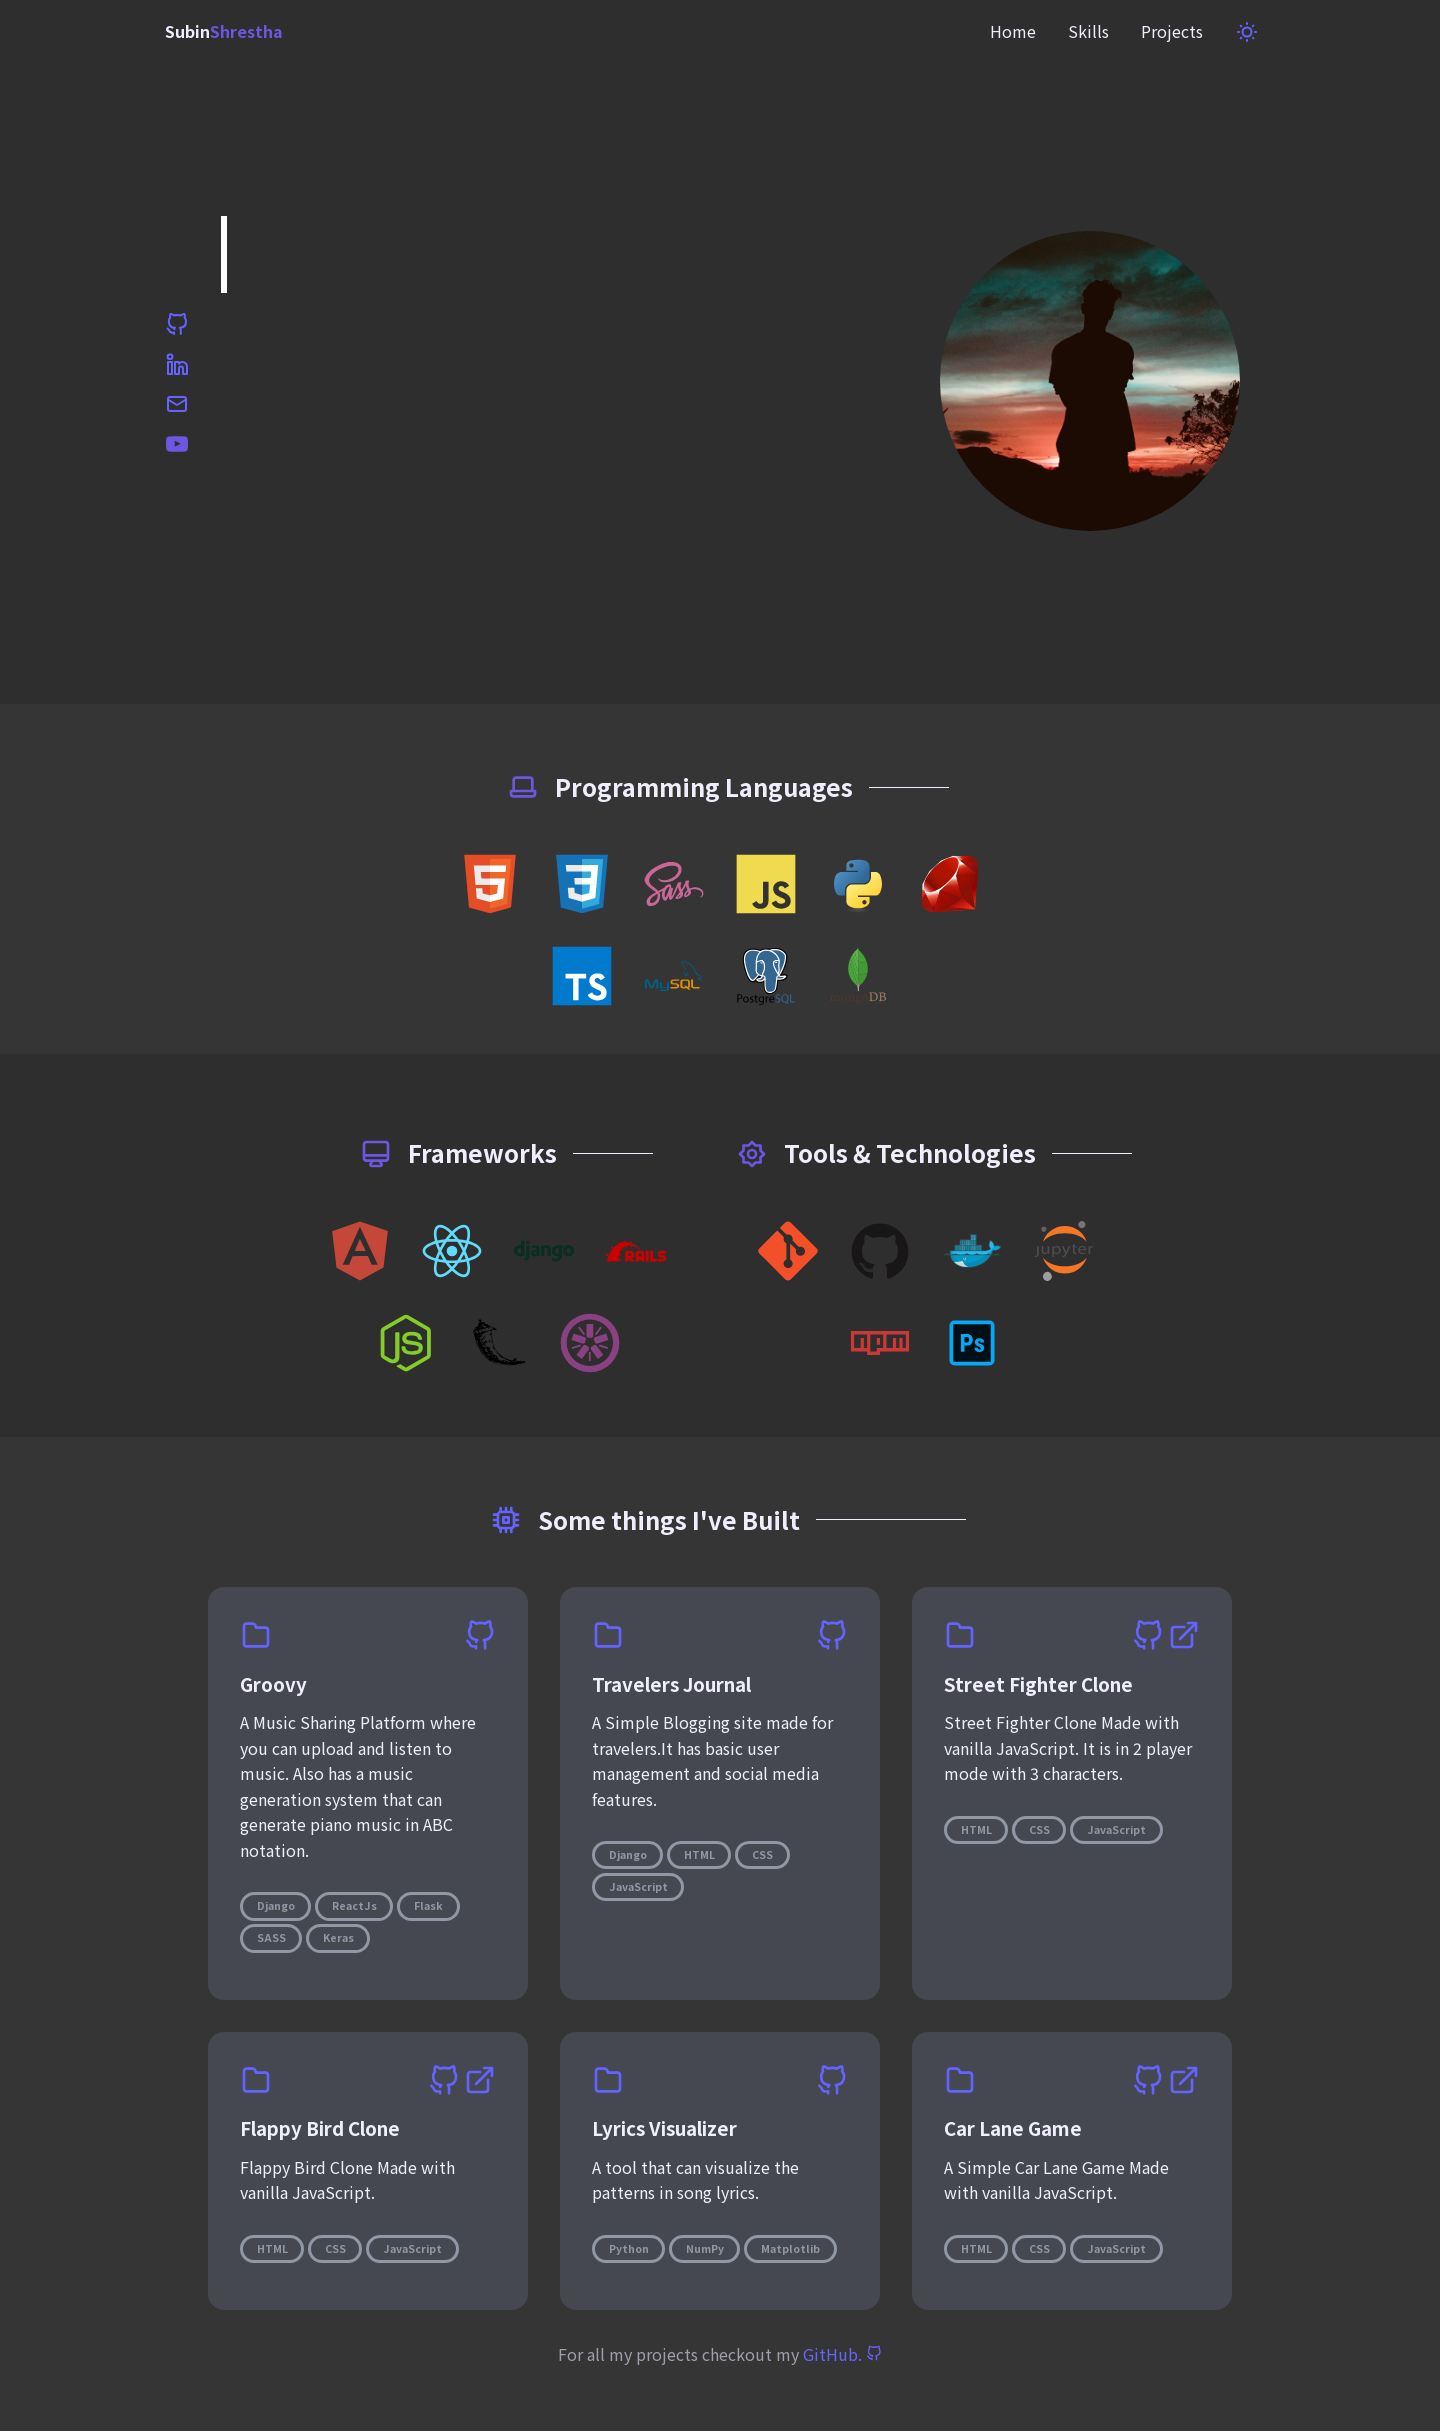 SubinShrestha
Home Skills Projects
Programming Languages
Sass
JS
TS
MySQL
PostgreSQL
mongoDB
Frameworks
Tools & Technologies
django
RAILS
jupyter
JS
npm
Ps
Some things I've Built
Groovy
A Music Sharing Platform where
you can upload and listen to
music. Also has a music
generation system that can
generate piano music in ABC
notation.
Django ReactJs Flask
SASS Keras
Travelers Journal
A Simple Blogging site made for
travelers.It has basic user
management and social media
features.
Django HTML CSS
JavaScript
Street Fighter Clone
Street Fighter Clone Made with
vanilla JavaScript. It is in 2 player
mode with 3 characters.
HTML CSS JavaScript
Flappy Bird Clone
Flappy Bird Clone Made with
vanilla JavaScript.
HTML CSS JavaScript
Lyrics Visualizer
A tool that can visualize the
patterns in song lyrics.
Python NumPy Matplotlib
Car Lane Game
A Simple Car Lane Game Made
with vanilla JavaScript.
HTML CSS JavaScript
For all my projects checkout my GitHub.